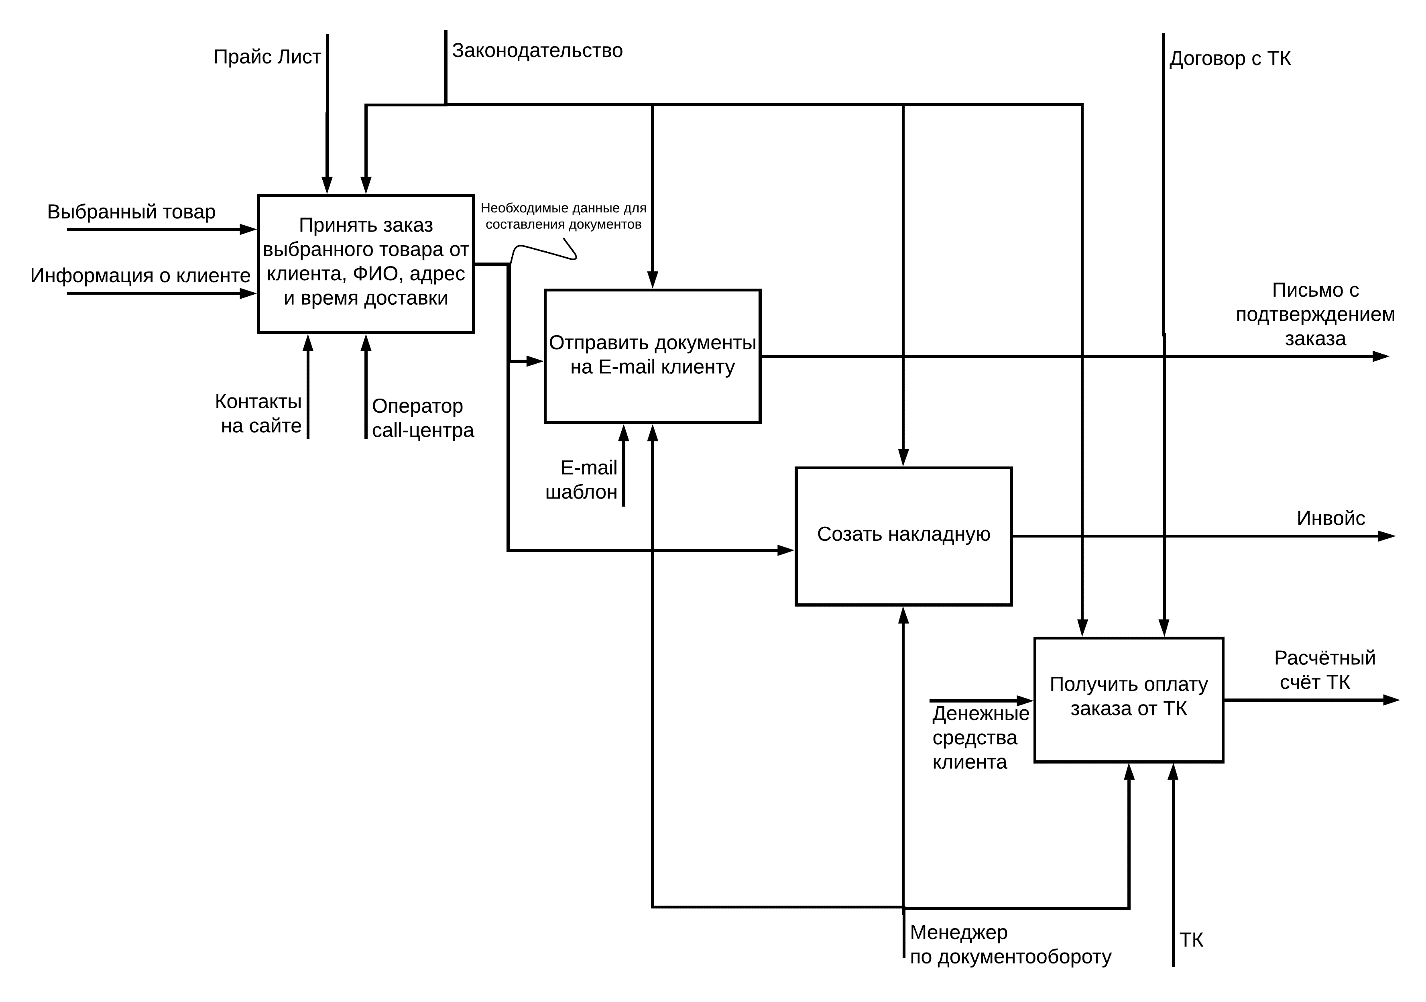 Прайс Лист
Законодательство
Договор с ТК
Выбранный товар
Информация о клиенте
Принять заказ
выбранного товара от
клиента, ФИО, адрес
и время доставки
Необходимые данные для
составления документов
Контакты
на сайте
Оператор
call-центра
Отправить документы
на E-mail клиенту
Письмо с
подтверждением
заказа
E-mail
шаблон
Созать накладную
Инвойс
Получить оплату
заказа от ТК
Расчётный
счёт ТК
Денежные
средства
клиента
Менеджер
по документообороту
ТК